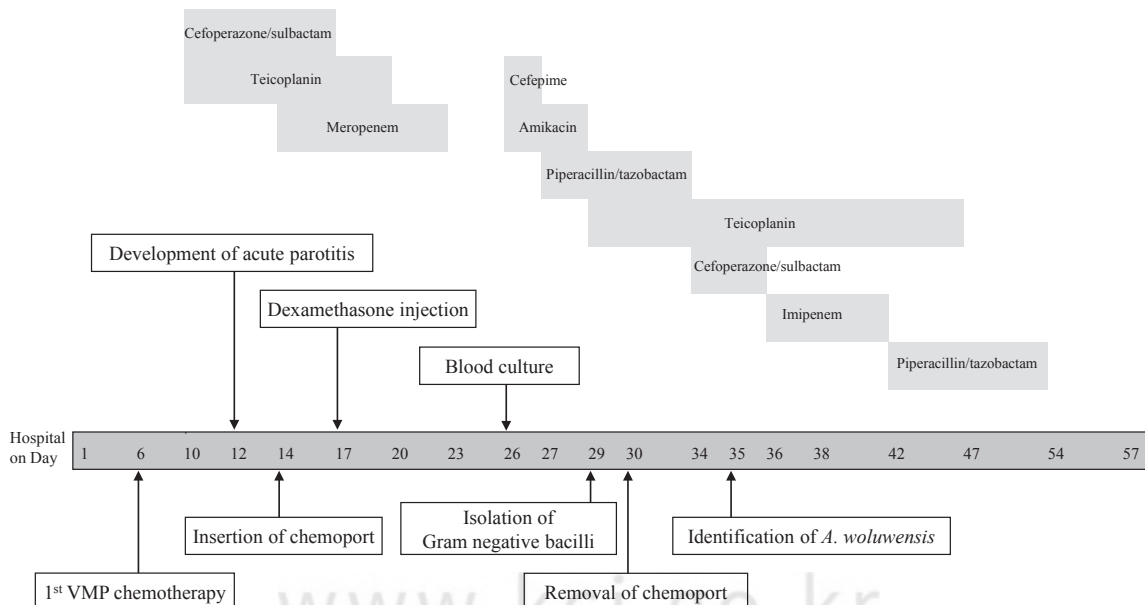 Cefoperazone/sulbactam
Teicoplanin
Cefepime
Meropenem
Amikacin
Piperacillin/tazobactam
Teicoplanin
Development of acute parotitis
Cefoperazone/sulbactam
Dexamethasone injection
Imipenem
Blood culture
Piperacillin/tazobactam
Hospital
on Day
1 6 10 12 14 17 20 23 26 27 29 30 34 35 36 38 42 47 54 57
Insertion of chemoport
Isolation of
Gram negative bacilli
Identification of A. woluwensis
1st VMP chemotherapy
Removal of chemoport